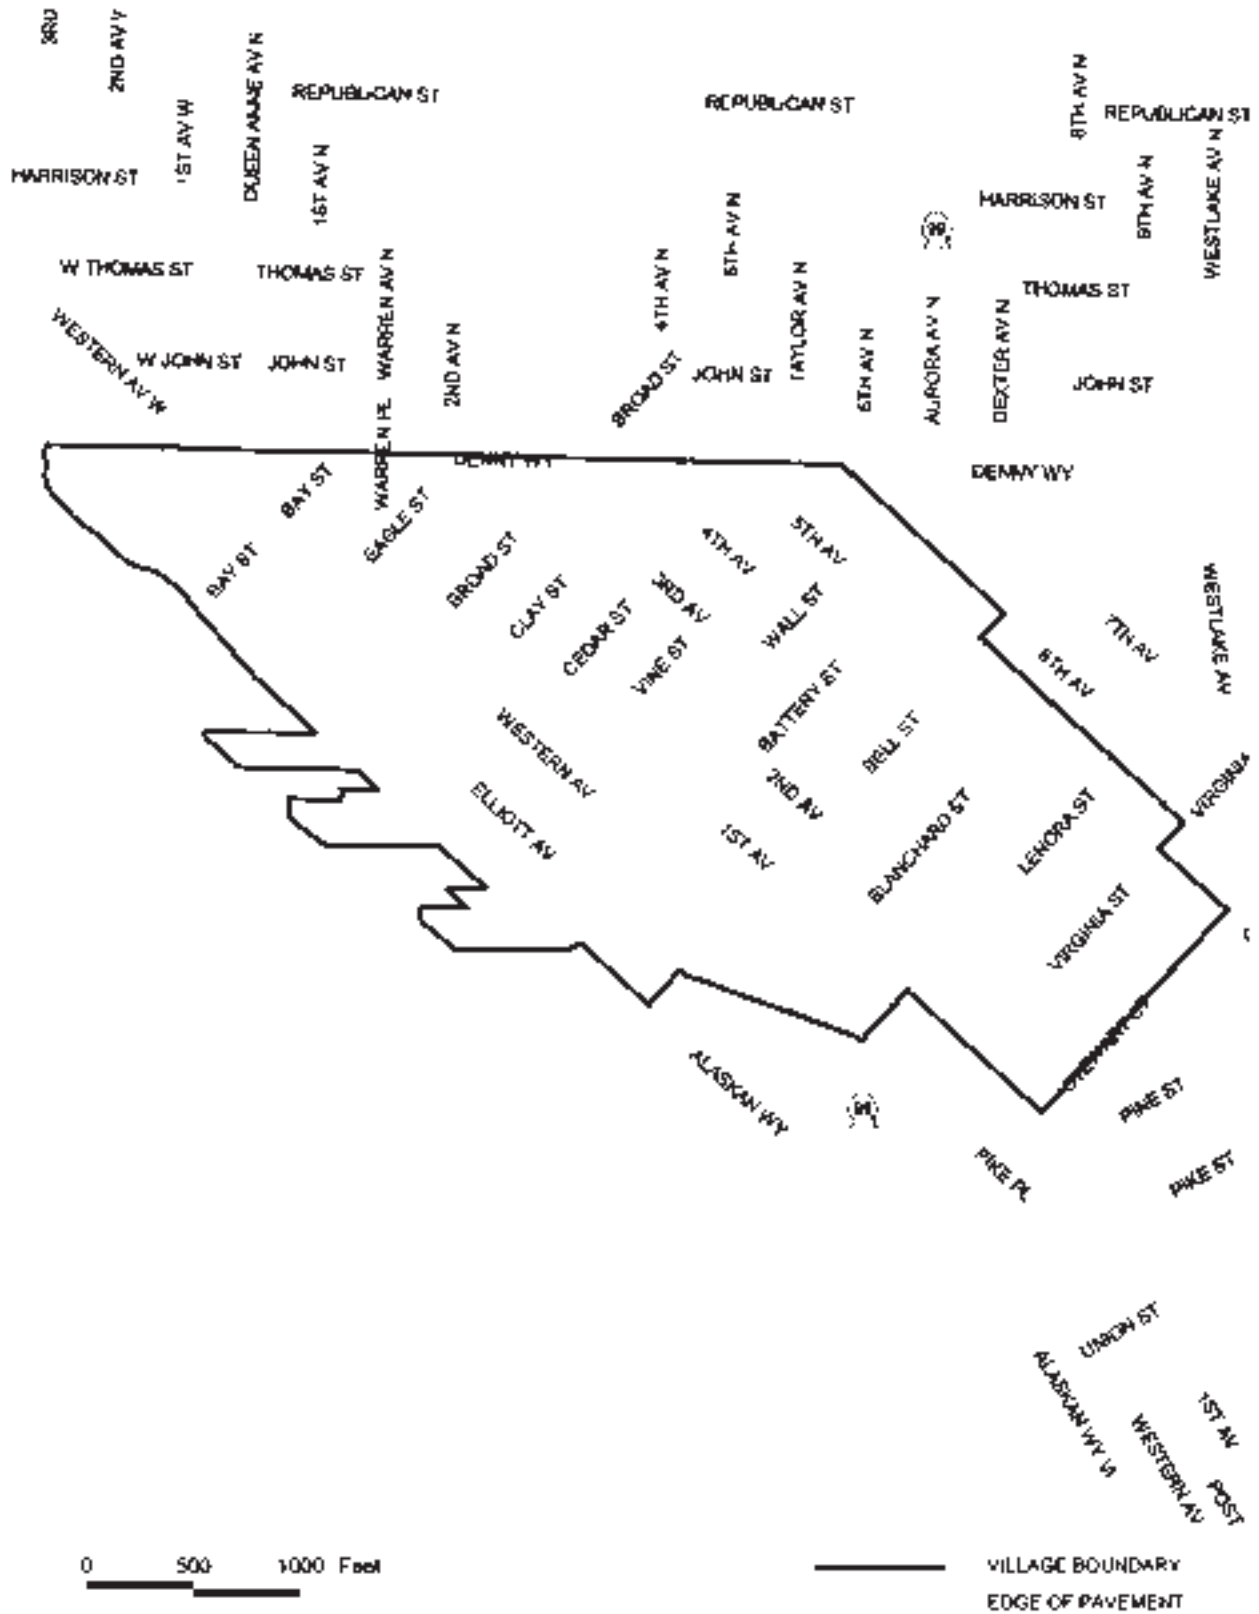 3RD
2ND AV
QUEEN ANNE AV N
REPUBLICAN ST
REPUBLICAN ST
8TH AV N
REPUBLICAN ST
1ST AV W
HARRISON ST
1ST AV N
HARRISON ST
9TH AV N
WESTLAKE AV N
5TH AV N
99
W THOMAS ST
THOMAS ST
WARREN AV N
4TH AV N
TAYLOR AV N
THOMAS ST
WESTERN AV W
W JOHN ST
JOHN ST
2ND AV N
BROAD ST
JOHN ST
6TH AV N
AURORA AV N
DEXTER AV N
JOHN ST
WARREN PL
DENNY WY
DENNY WY
BAY ST
BAY ST
EAGLE ST
BROAD ST
CLAY ST
CEDAR ST
3RD AV
VINE ST
4TH AV
5TH AV
WALL ST
7TH AV
6TH AV
WESTLAKE AV
BATTERY ST
BELL ST
WESTERN AV
ELLIOTT AV
2ND AV
1ST AV
BLANCHARD ST
LENORA ST
VIRGINIA
VIRGINIA ST
STEWART ST
ALASKAN WY
PINE ST
PIKE PL
PIKE ST
UNION ST
ALASKAN WY
WESTERN AV
1ST AV
POST
0 500 1000 Feet
VILLAGE BOUNDARY
EDGE OF PAVEMENT